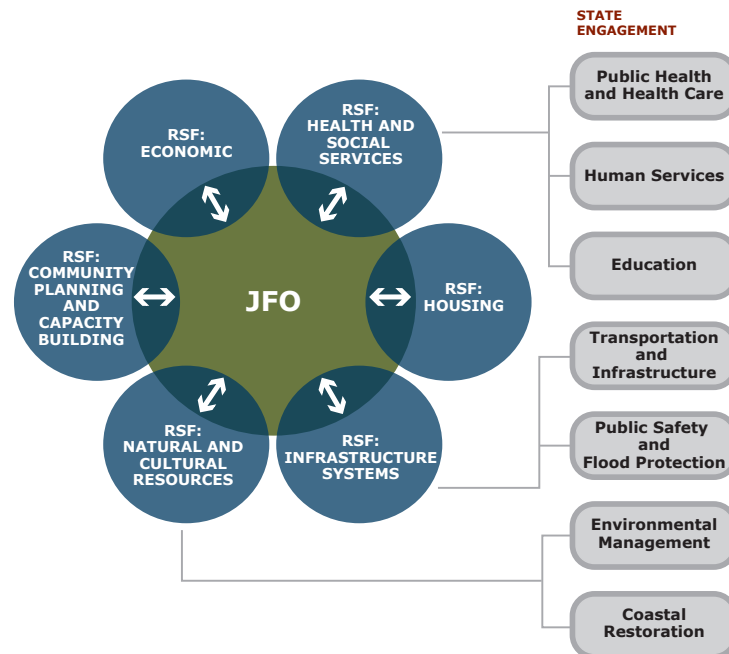 STATE
ENGAGEMENT
Public Health
and Health Care
Human Services
Education
Transportation
and
Infrastructure
Public Safety
and
Flood Protection
Environmental
Management
Coastal
Restoration
RSF:
ECONOMIC
RSF:
HEALTH AND
SOCIAL
SERVICES
RSF:
COMMUNITY
PLANNING
AND
CAPACITY
BUILDING
JFO
RSF:
HOUSING
RSF:
NATURAL AND
CULTURAL
RESOURCES
RSF:
INFRASTRUCTURE
SYSTEMS